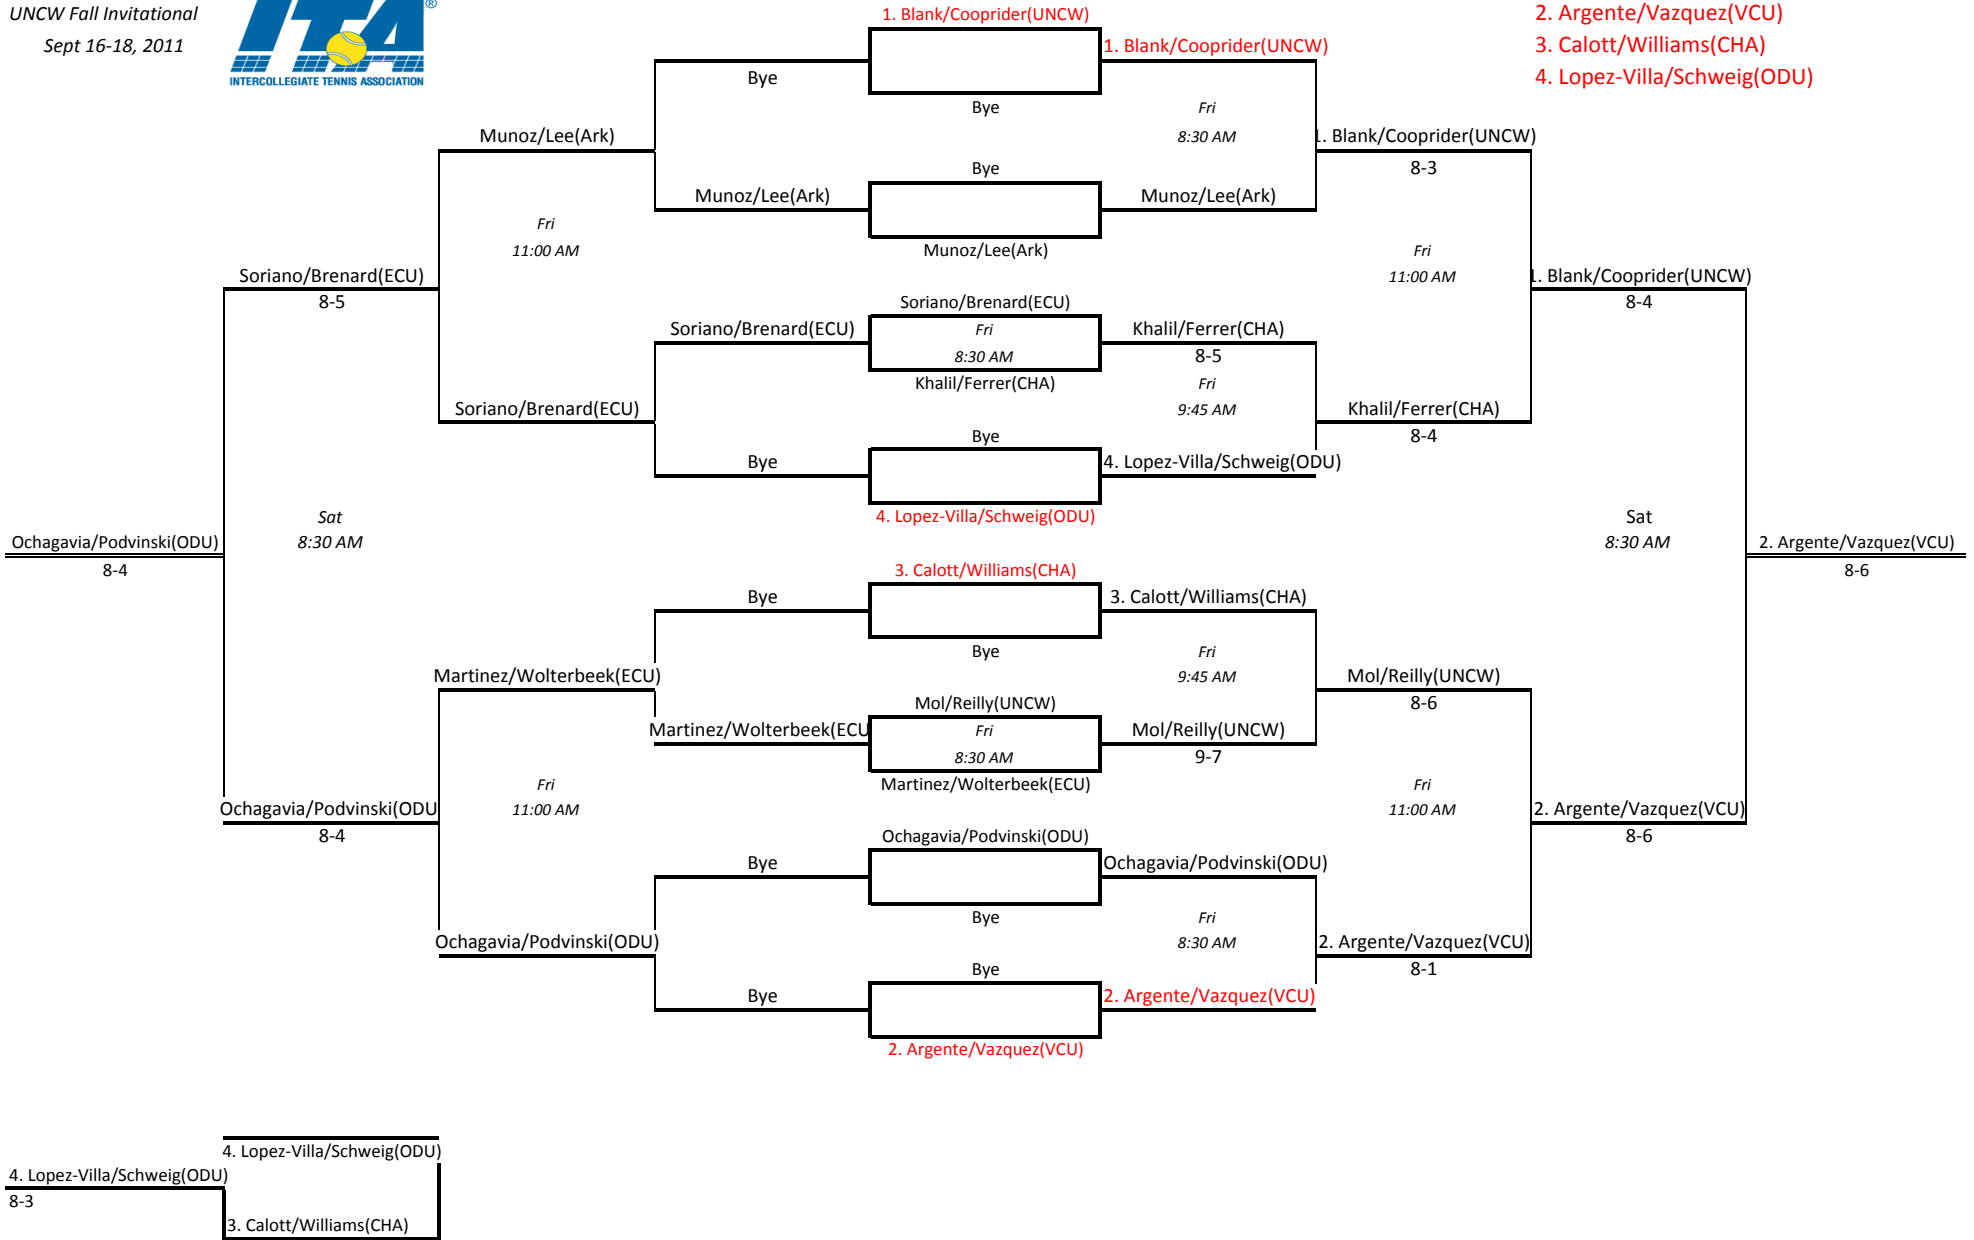 UNCW Fall Invitational
Sept 16-18, 2011
ITA®
INTERCOLLEGIATE TENNIS ASSOCIATION
1. Blank/Cooprider(UNCW)
2. Argente/Vazquez(VCU)
3. Calott/Williams(CHA)
4. Lopez-Villa/Schweig(ODU)
1. Blank/Cooprider(UNCW)
Bye
Bye
Fri
8:30 AM
Munoz/Lee(Ark)
1. Blank/Cooprider(UNCW)
8-3
Bye
Munoz/Lee(Ark)
Munoz/Lee(Ark)
Fri
11:00 AM
Munoz/Lee(Ark)
Fri
11:00 AM
Soriano/Brenard(ECU)
8-5
1. Blank/Cooprider(UNCW)
8-4
Soriano/Brenard(ECU)
Soriano/Brenard(ECU)
Fri
8:30 AM
Khalil/Ferrer(CHA)
8-5
Khalil/Ferrer(CHA)
Fri
9:45 AM
Soriano/Brenard(ECU)
Khalil/Ferrer(CHA)
8-4
Bye
Bye
4. Lopez-Villa/Schweig(ODU)
4. Lopez-Villa/Schweig(ODU)
Sat
8:30 AM
Sat
8:30 AM
Ochagavia/Podvinski(ODU)
8-4
2. Argente/Vazquez(VCU)
8-6
3. Calott/Williams(CHA)
Bye
3. Calott/Williams(CHA)
Bye
Fri
9:45 AM
Martinez/Wolterbeek(ECU)
Mol/Reilly(UNCW)
8-6
Mol/Reilly(UNCW)
Martinez/Wolterbeek(ECU
Fri
8:30 AM
Mol/Reilly(UNCW)
9-7
Martinez/Wolterbeek(ECU)
Fri
11:00 AM
Fri
11:00 AM
Ochagavia/Podvinski(ODU
8-4
2. Argente/Vazquez(VCU)
8-6
Ochagavia/Podvinski(ODU)
Bye
Ochagavia/Podvinski(ODU)
Bye
Fri
8:30 AM
Ochagavia/Podvinski(ODU)
2. Argente/Vazquez(VCU)
8-1
Bye
Bye
2. Argente/Vazquez(VCU)
2. Argente/Vazquez(VCU)
4. Lopez-Villa/Schweig(ODU)
4. Lopez-Villa/Schweig(ODU)
8-3
3. Calott/Williams(CHA)